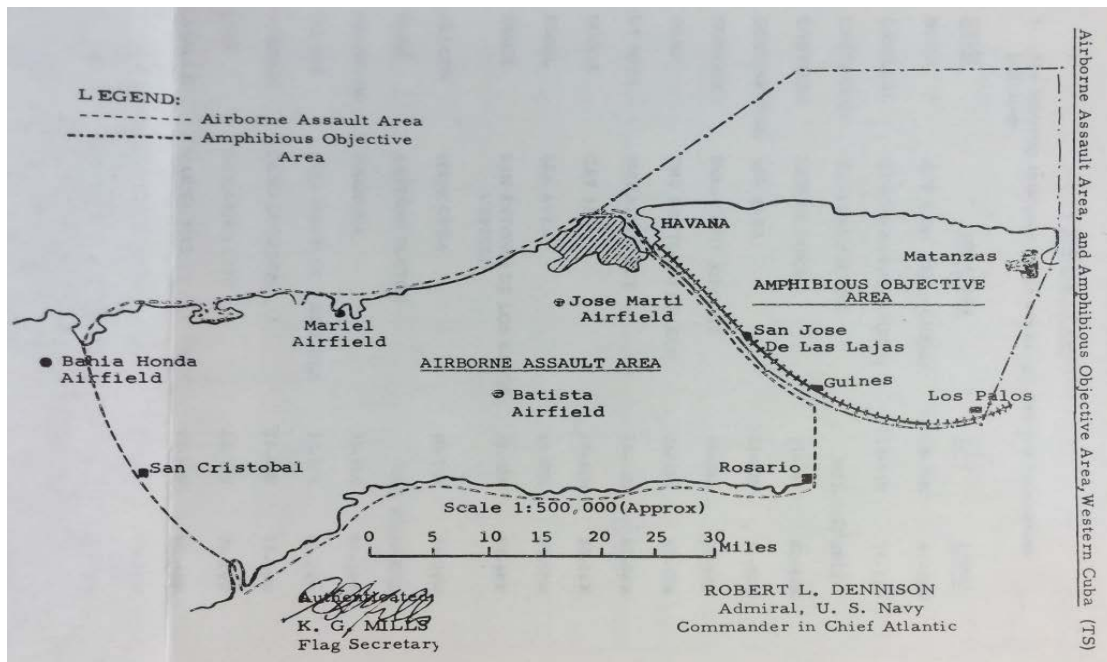 Airborne Assault Area, and Amphibious Objective Area, Western Cuba (TS)
LEGEND:
Airborne Assault Area
Amphibious Objective
Area
HAVANA
Matanzas
AMPHIBIOUS OBJECTIVE
AREA
Jose Marti
Airfield
Mariel
Airfield
San Jose
De Las Lajas
Bahia Honda
Airfield
AIRBORNE ASSAULT AREA
Guines
Los Palos
Batista
Airfield
San Cristobal
Rosario
Scale 1:500,000(Approx)
0 5 10 15 20 25 30 Miles
Authenticated:
K. G. MILLS
Flag Secretary
ROBERT L. DENNISON
Admiral, U. S. Navy
Commander in Chief Atlantic